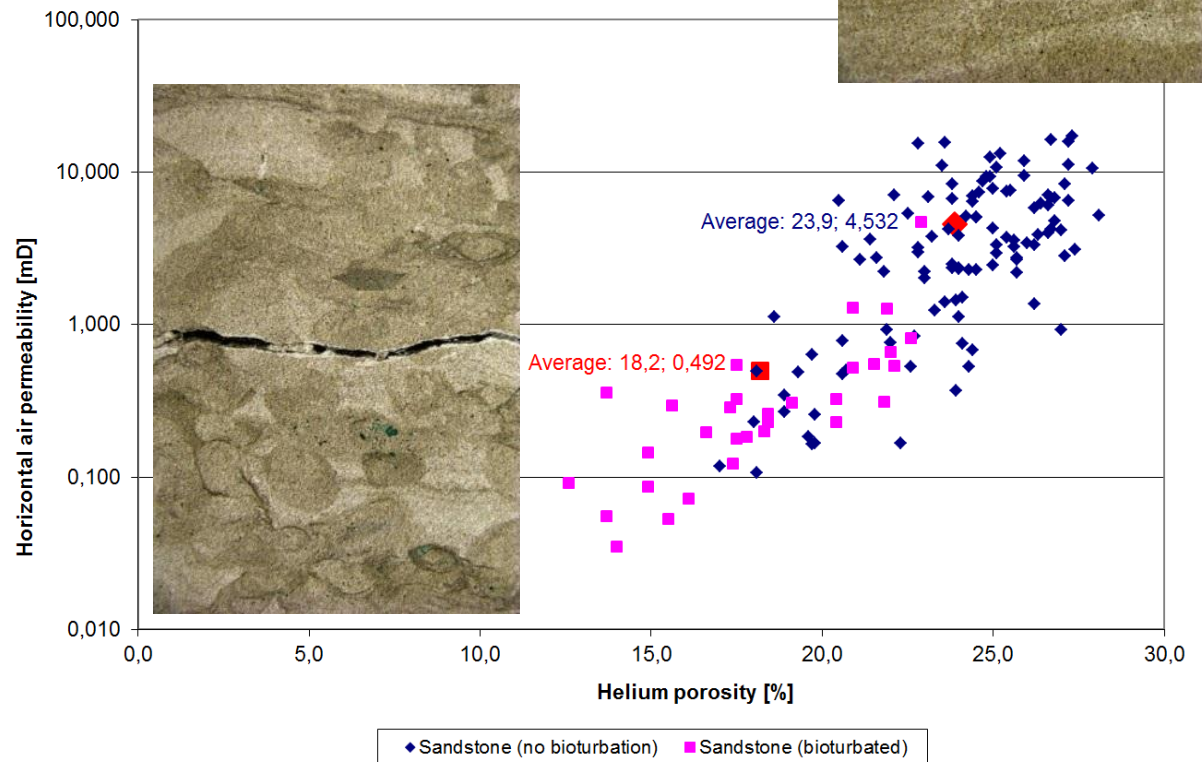 100,000
10,000
1,000
0,100
0,010
Horizontal air permeability [mD]
Average: 23,9; 4,532
Average: 18,2; 0,492
0,0
5,0
10,0
15,0
20,0
25,0
30,0
Helium porosity [%]
Sandstone (no bioturbation)
Sandstone (bioturbated)